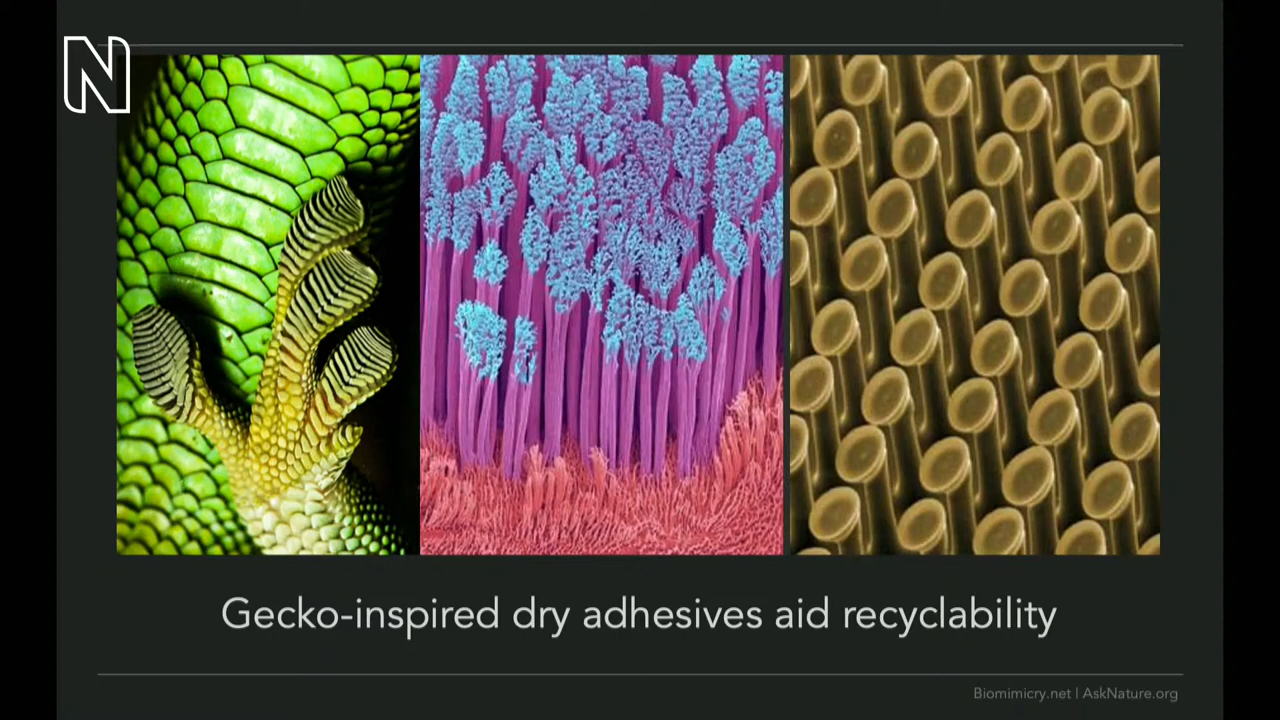 N
Gecko-inspired dry adhesives aid recyclability
Biomimicry.net | AskNature.org